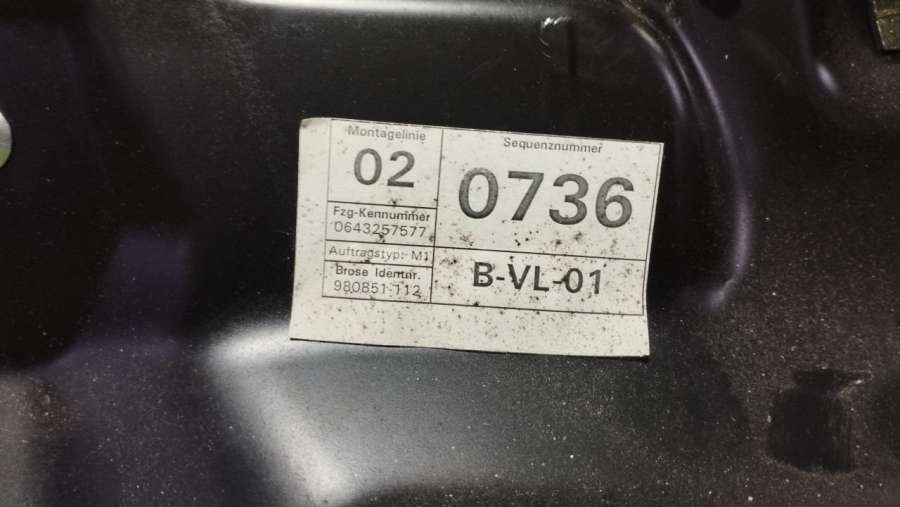 Montagelinie
02
Sequenznummer
0736
Fzg-Kennummer
0643257577
Auftragstyp: M1
Brose Identnr.
980851-112
B-VL-01